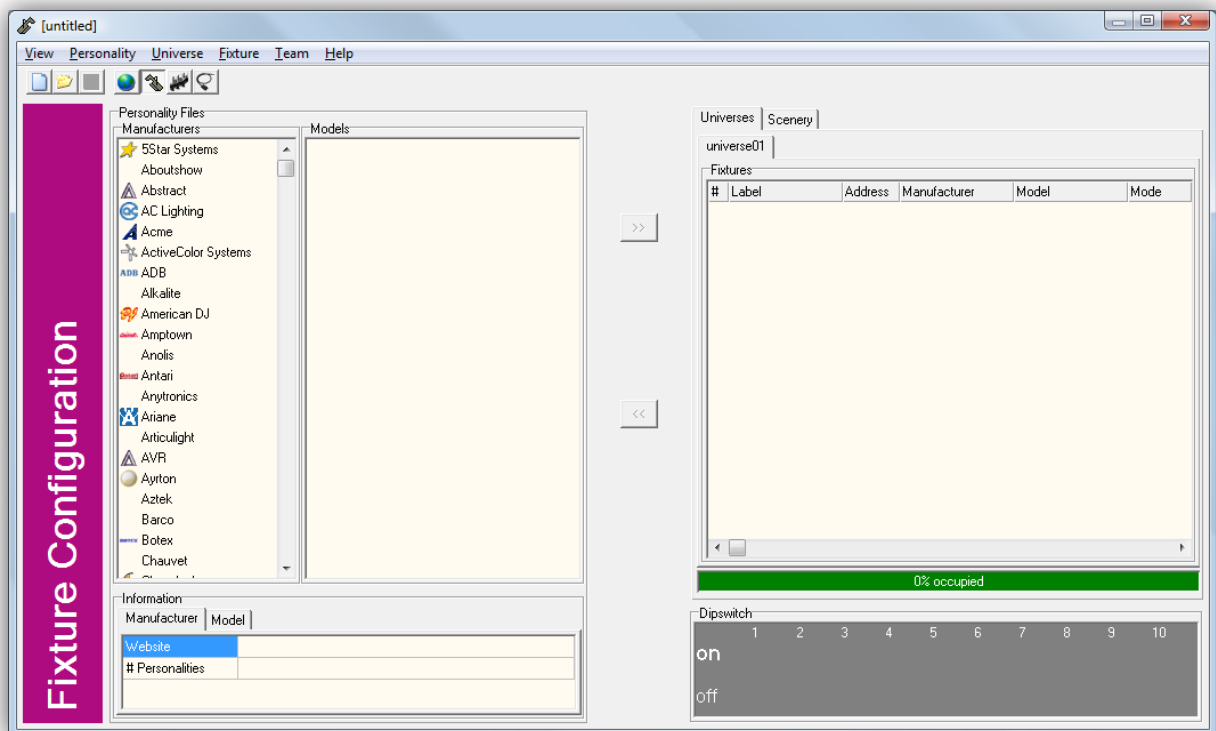 [untitled]
View Personality Universe Fixture Team Help
Fixture Configuration
Personality Files
Manufacturers
5Star Systems
Aboutshow
Abstract
AC Lighting
Acme
ActiveColor Systems
ADB ADB
Alkalite
American DJ
Amptown
Anolis
Antari
Anytronics
Ariane
Articulight
AVR
Ayrton
Aztek
Barco
Botex
Chauvet
Models
Information
Manufacturer Model
Website
# Personalities
>>
<<
Universes Scenery
universe01
Fixtures
# Label Address Manufacturer Model Mode
0% occupied
Dipswitch
1 2 3 4 5 6 7 8 9 10
on
off